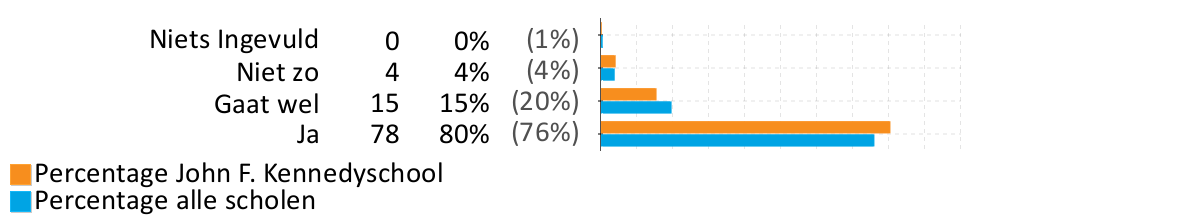 Niets Ingevuld 0 0% (1%)
Niet zo 4 4% (4%)
Gaat wel 15 15% (20%)
Ja 78 80% (76%)
Percentage John F. Kennedyschool
Percentage alle scholen